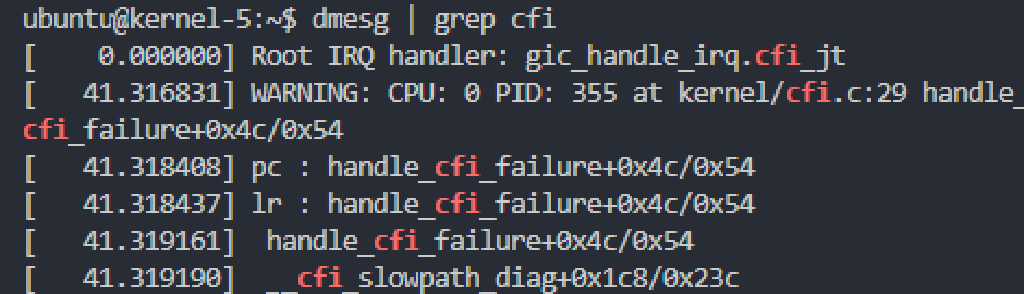 ubuntu@kernel-5:~$ dmesg | grep cfi
[    0.000000] Root IRQ handler: gic_handle_irq.cfi_jt
[   41.316831] WARNING: CPU: 0 PID: 355 at kernel/cfi.c:29 handle_
cfi_failure+0x4c/0x54
[   41.318408] pc : handle_cfi_failure+0x4c/0x54
[   41.318437] lr : handle_cfi_failure+0x4c/0x54
[   41.319161]  handle_cfi_failure+0x4c/0x54
[   41.319190]  __cfi_slowpath_diag+0x1c8/0x23c